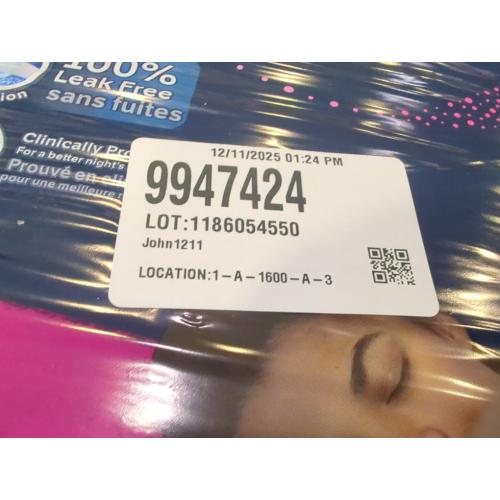 100%
Leak Free
sans fuites
ion
Clinically Pro
For a better night's
Prouvé en
pour une meilleure
12/11/2025 01:24 PM
9947424
LOT:1186054550
John1211
LOCATION:1-A-1600-A-3